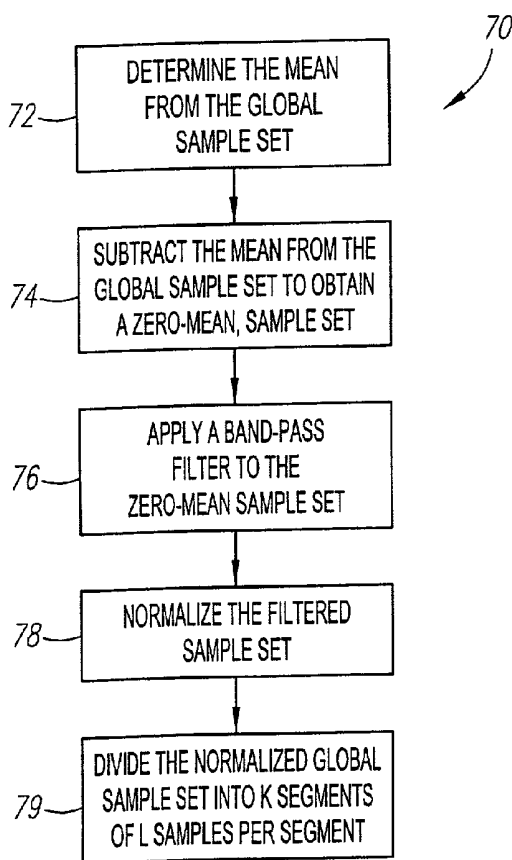 70
72
DETERMINE THE MEAN
FROM THE GLOBAL
SAMPLE SET
74
SUBTRACT THE MEAN FROM THE
GLOBAL SAMPLE SET TO OBTAIN
A ZERO-MEAN, SAMPLE SET
76
APPLY A BAND-PASS
FILTER TO THE
ZERO-MEAN SAMPLE SET
78
NORMALIZE THE FILTERED
SAMPLE SET
79
DIVIDE THE NORMALIZED GLOBAL
SAMPLE SET INTO K SEGMENTS
OF L SAMPLES PER SEGMENT